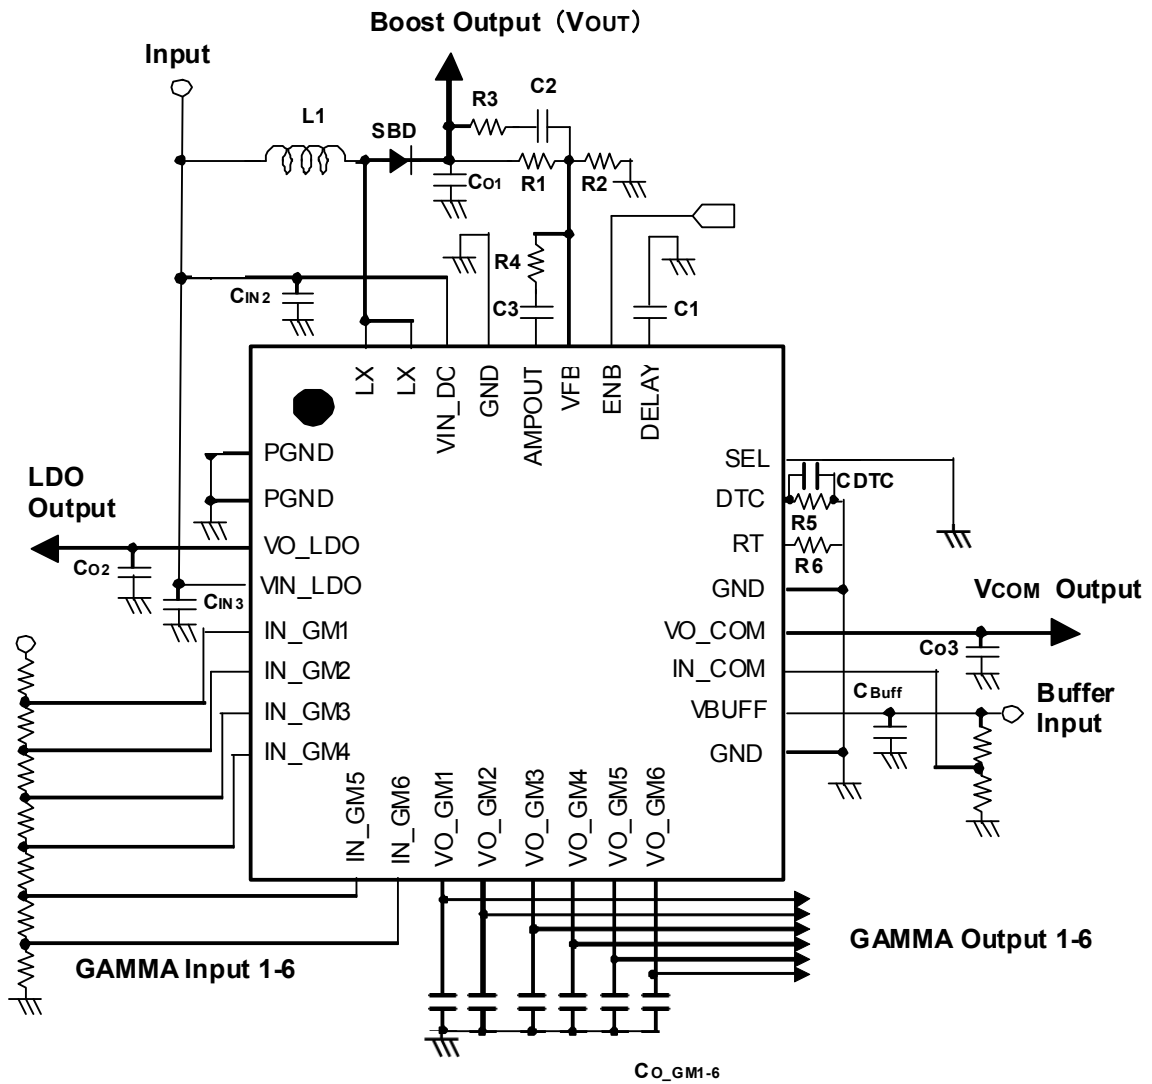 Boost Output (VOUT)
Input
R3
C2
L1
SBD
CO1
R1
R2
R4
CIN2
C3
C1
LX
LX
VIN_DC
GND
AMPOUT
VFB
ENB
DELAY
PGND
SEL
LDO
Output
CDTC
PGND
DTC
R5
VO_LDO
RT
CO2
R6
VIN_LDO
GND
VCOM Output
CIN3
IN_GM1
VO_COM
CO3
IN_GM2
IN_COM
CBuff
Buffer
Input
IN_GM3
VBUFF
IN_GM4
GND
IN_GM5
IN_GM6
VO_GM1
VO_GM2
VO_GM3
VO_GM4
VO_GM5
VO_GM6
GAMMA Output 1-6
GAMMA Input 1-6
CO_GM1-6